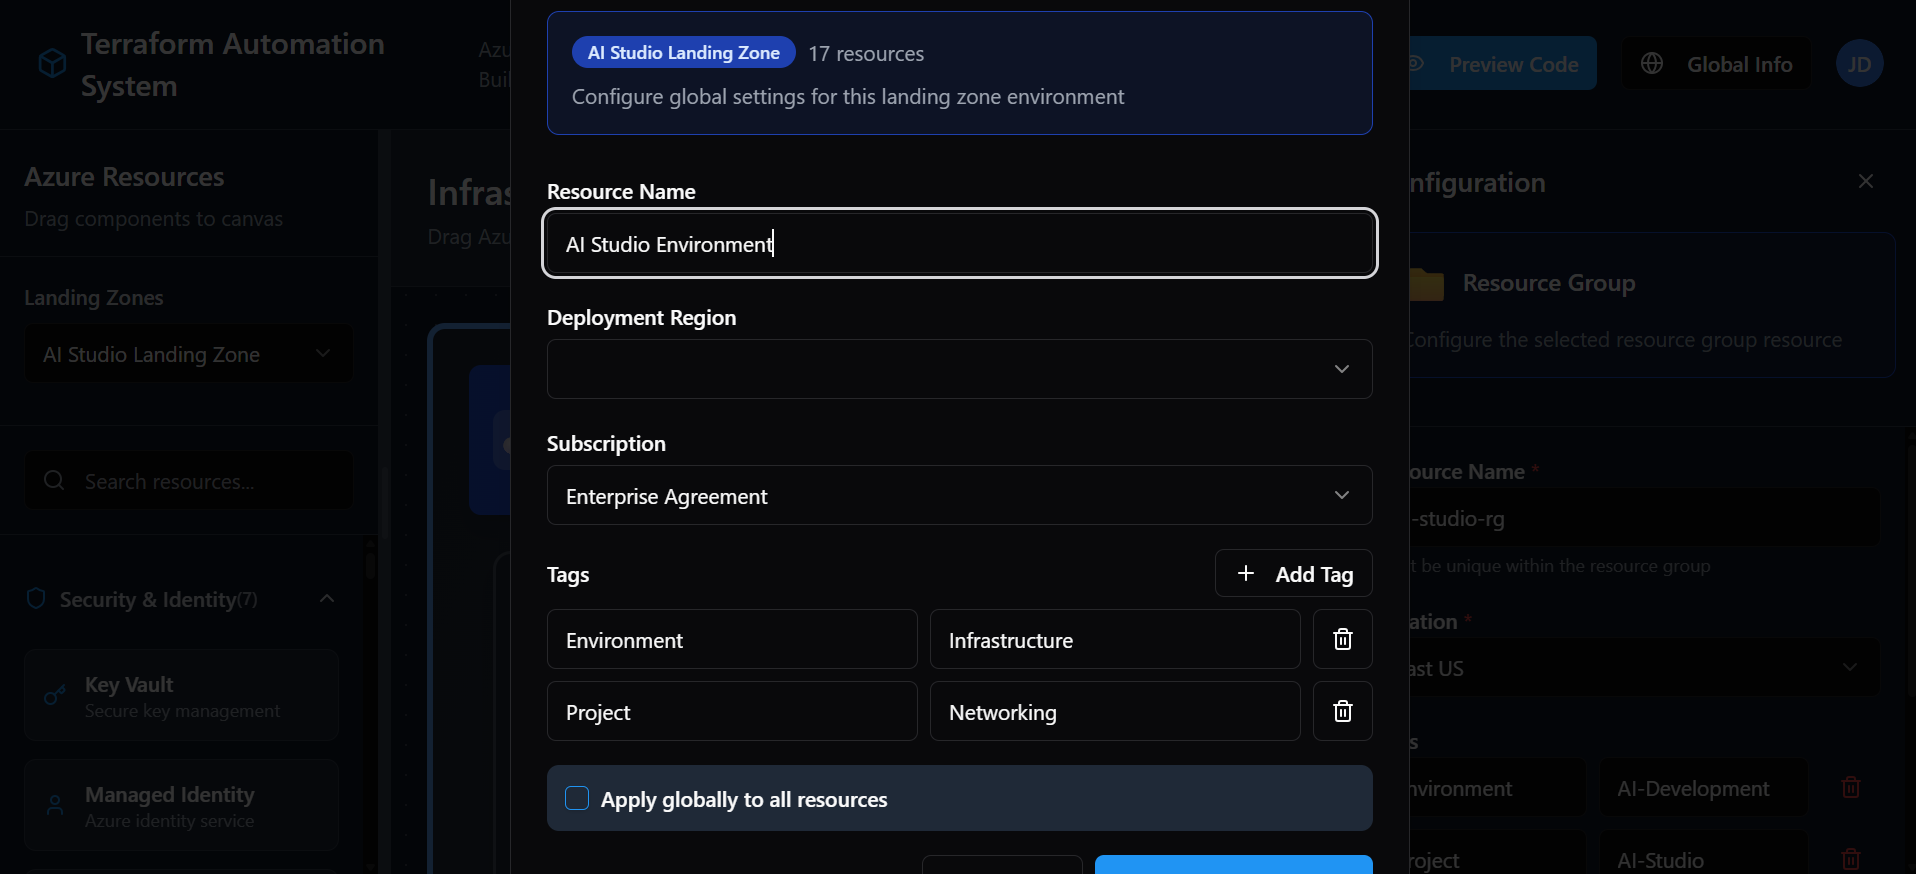 Terraform Automation
System
Azu
Buil
Preview Code
Global Info
JD
Azure Resources
Drag components to canvas
Landing Zones
AI Studio Landing Zone
Search resources...
Security & Identity(7)
Key Vault
Secure key management
Managed Identity
Azure identity service
Infras
Drag Azu
AI Studio Landing Zone 17 resources
Configure global settings for this landing zone environment
Resource Name
AI Studio Environment
Deployment Region
Subscription
Enterprise Agreement
Tags
Add Tag
Environment Infrastructure
Project Networking
Apply globally to all resources
nfiguration
Resource Group
Configure the selected resource group resource
ource Name *
-studio-rg
t be unique within the resource group
ation *
ast US
s
nvironment AI-Development
roject AI-Studio